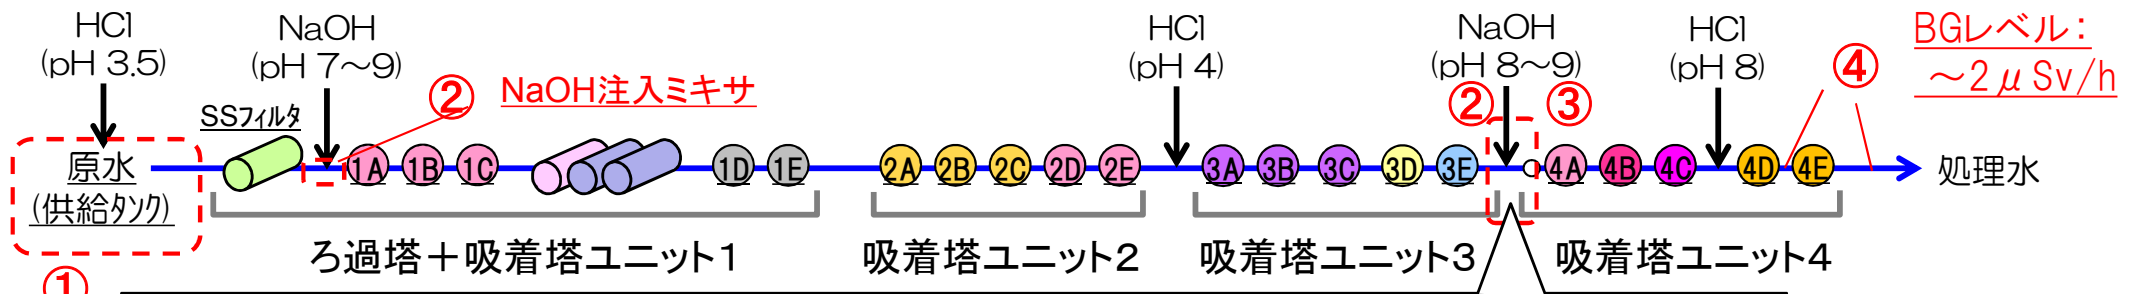 HCl
(pH 3.5)
NaOH
(pH 7～9)
②
NaOH注入ミキサ
HCl
(pH 4)
NaOH
(pH 8～9)
②
③
HCl
(pH 8)
④
BGレベル：
～2μSv/h
SSフィルタ
原水
(供給タンク)
1A 1B 1C 1D 1E 2A 2B 2C 2D 2E 3A 3B 3C 3D 3E 4A 4B 4C 4D 4E
処理水
ろ過塔＋吸着塔ユニット1
吸着塔ユニット2
吸着塔ユニット3
吸着塔ユニット4
①